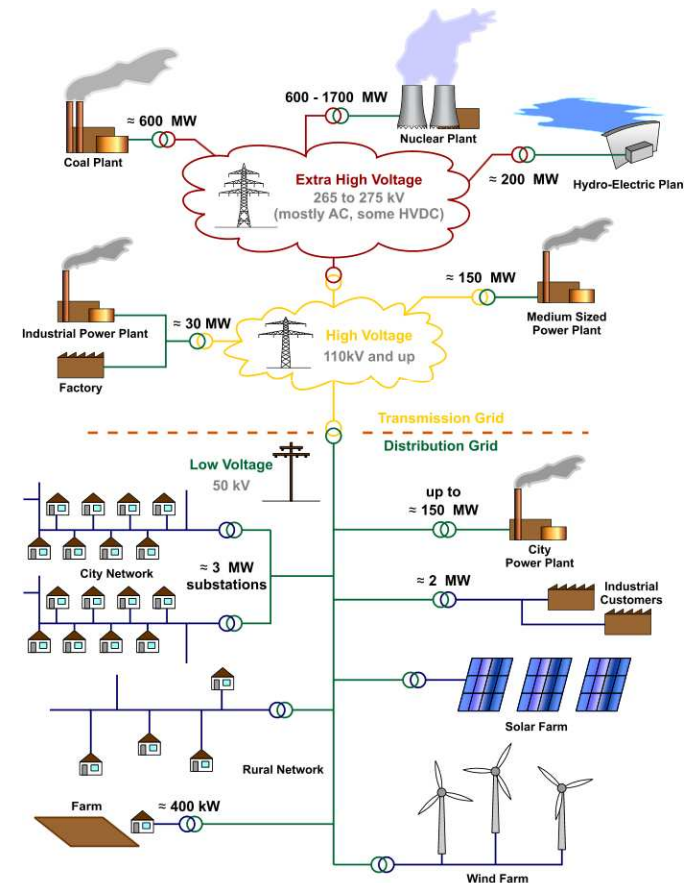 600 - 1700 MW
≈ 600 MW
Coal Plant
Nuclear Plant
Extra High Voltage
265 to 275 kV
(mostly AC, some HVDC)
≈ 200 MW
Hydro-Electric Plan
≈ 150 MW
Medium Sized
Power Plant
Industrial Power Plant
≈ 30 MW
Factory
High Voltage
110kV and up
Transmission Grid
Distribution Grid
Low Voltage
50 kV
up to
≈ 150 MW
City
Power Plant
City Network
≈ 3 MW
substations
≈ 2 MW
Industrial
Customers
Solar Farm
Rural Network
Farm
≈ 400 kW
Wind Farm